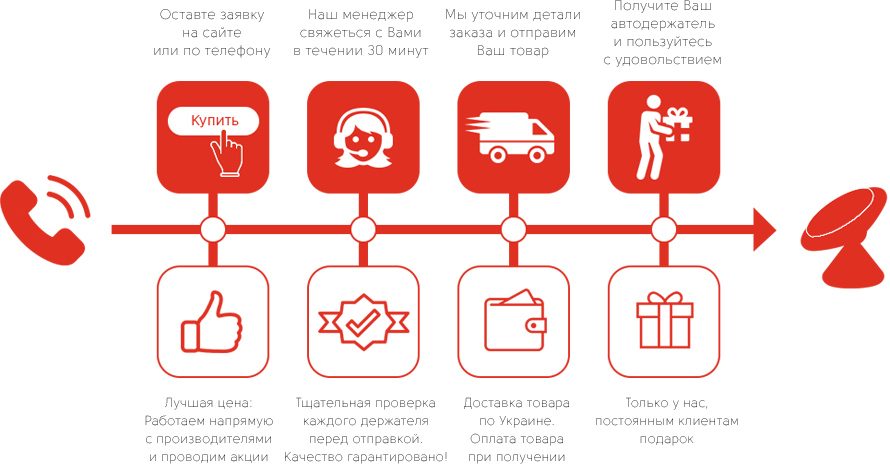 Оставте заявку
на сайте
или по телефону
Наш менеджер
свяжеться с Вами
в течении 30 минут
Мы уточним детали
заказа и отправим
Ваш товар
Получите Ваш
автодержатель
и пользуйтесь
с удовольствием
Купить
Лучшая цена:
Работаем напрямую
с производителями
и проводим акции
Тщательная проверка
каждого держателя
перед отправкой.
Качество гарантировано!
Доставка товара
по Украине.
Оплата товара
при получении
Только у нас,
постоянным клиентам
подарок